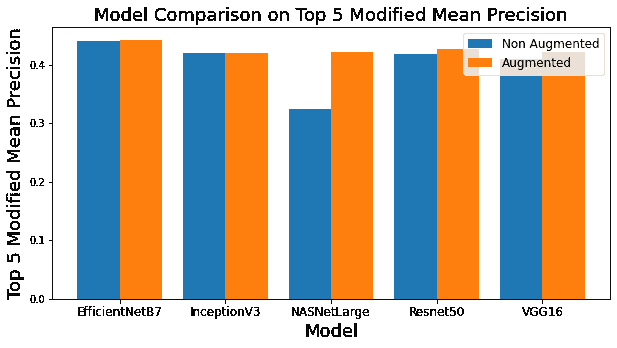 Model Comparison on Top 5 Modified Mean Precision
Top 5 Modified Mean Precision
0.4
0.3
0.2
0.1
0.0
Non Augmented
Augmented
EfficientNetB7 InceptionV3 NASNetLarge Resnet50 VGG16
Model